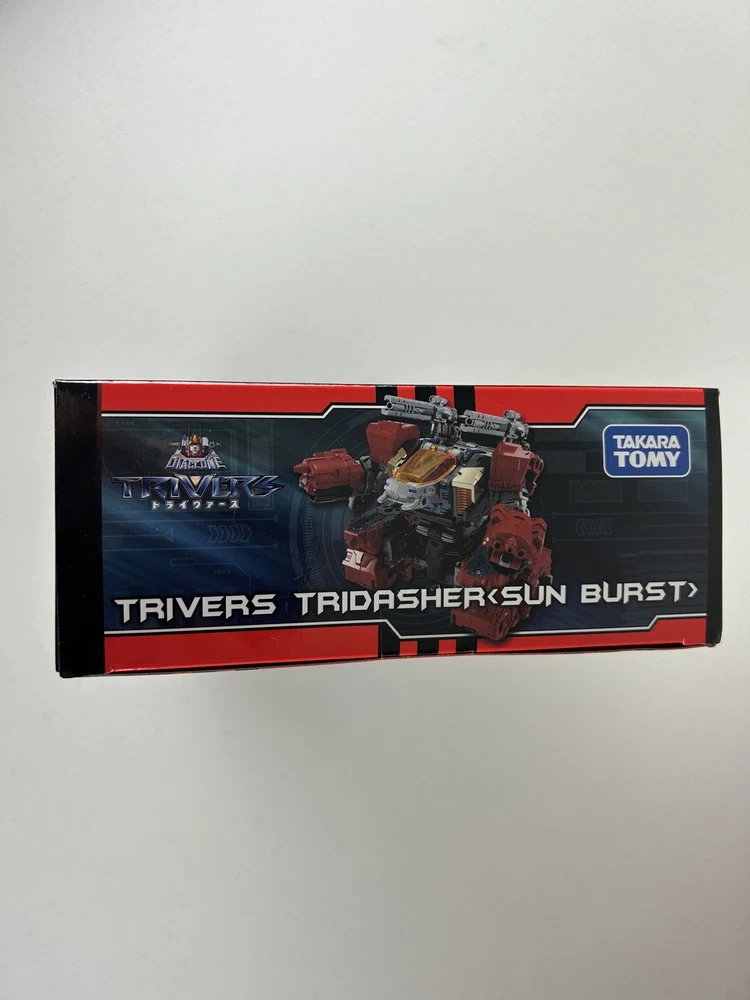 DIACLONE
TRIVERS
トライヴァース
TAKARA
TOMY
TRIVERS TRIDASHER<SUN BURST>